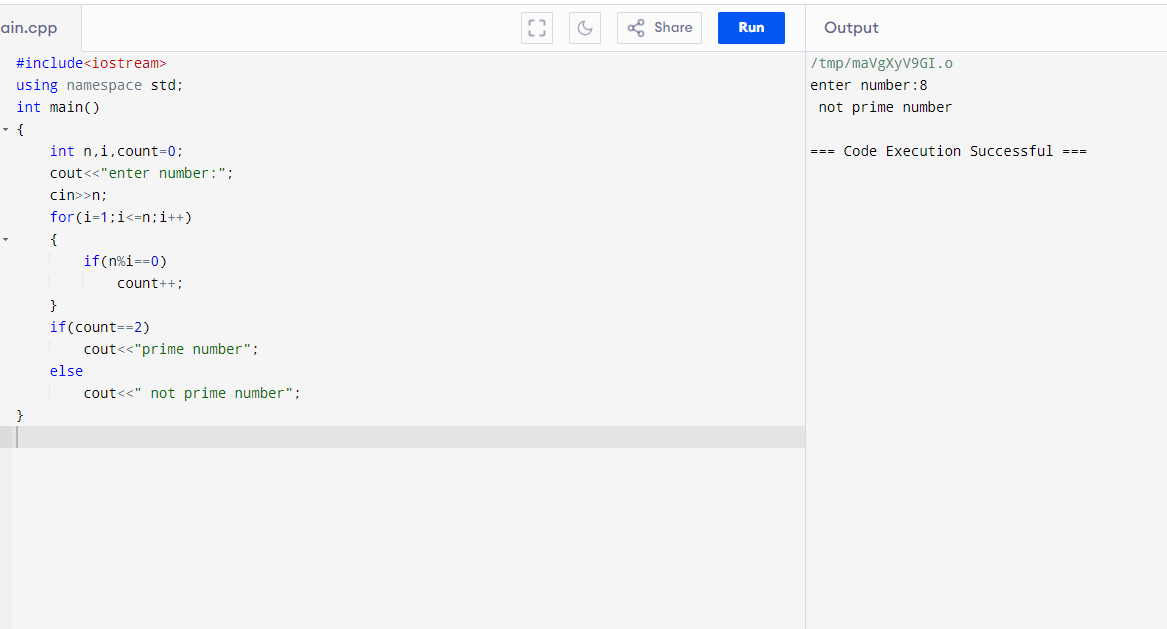 ain.cpp
Share
Run
Output
#include<iostream>
using namespace std;
int main()
{
    int n,i,count=0;
    cout<<"enter number:";
    cin>>n;
    for(i=1;i<=n;i++)
    {
        if(n%i==0)
            count++;
    }
    if(count==2)
        cout<<"prime number";
    else
        cout<<" not prime number";
}
/tmp/maVgXyV9GI.o
enter number:8
 not prime number
=== Code Execution Successful ===